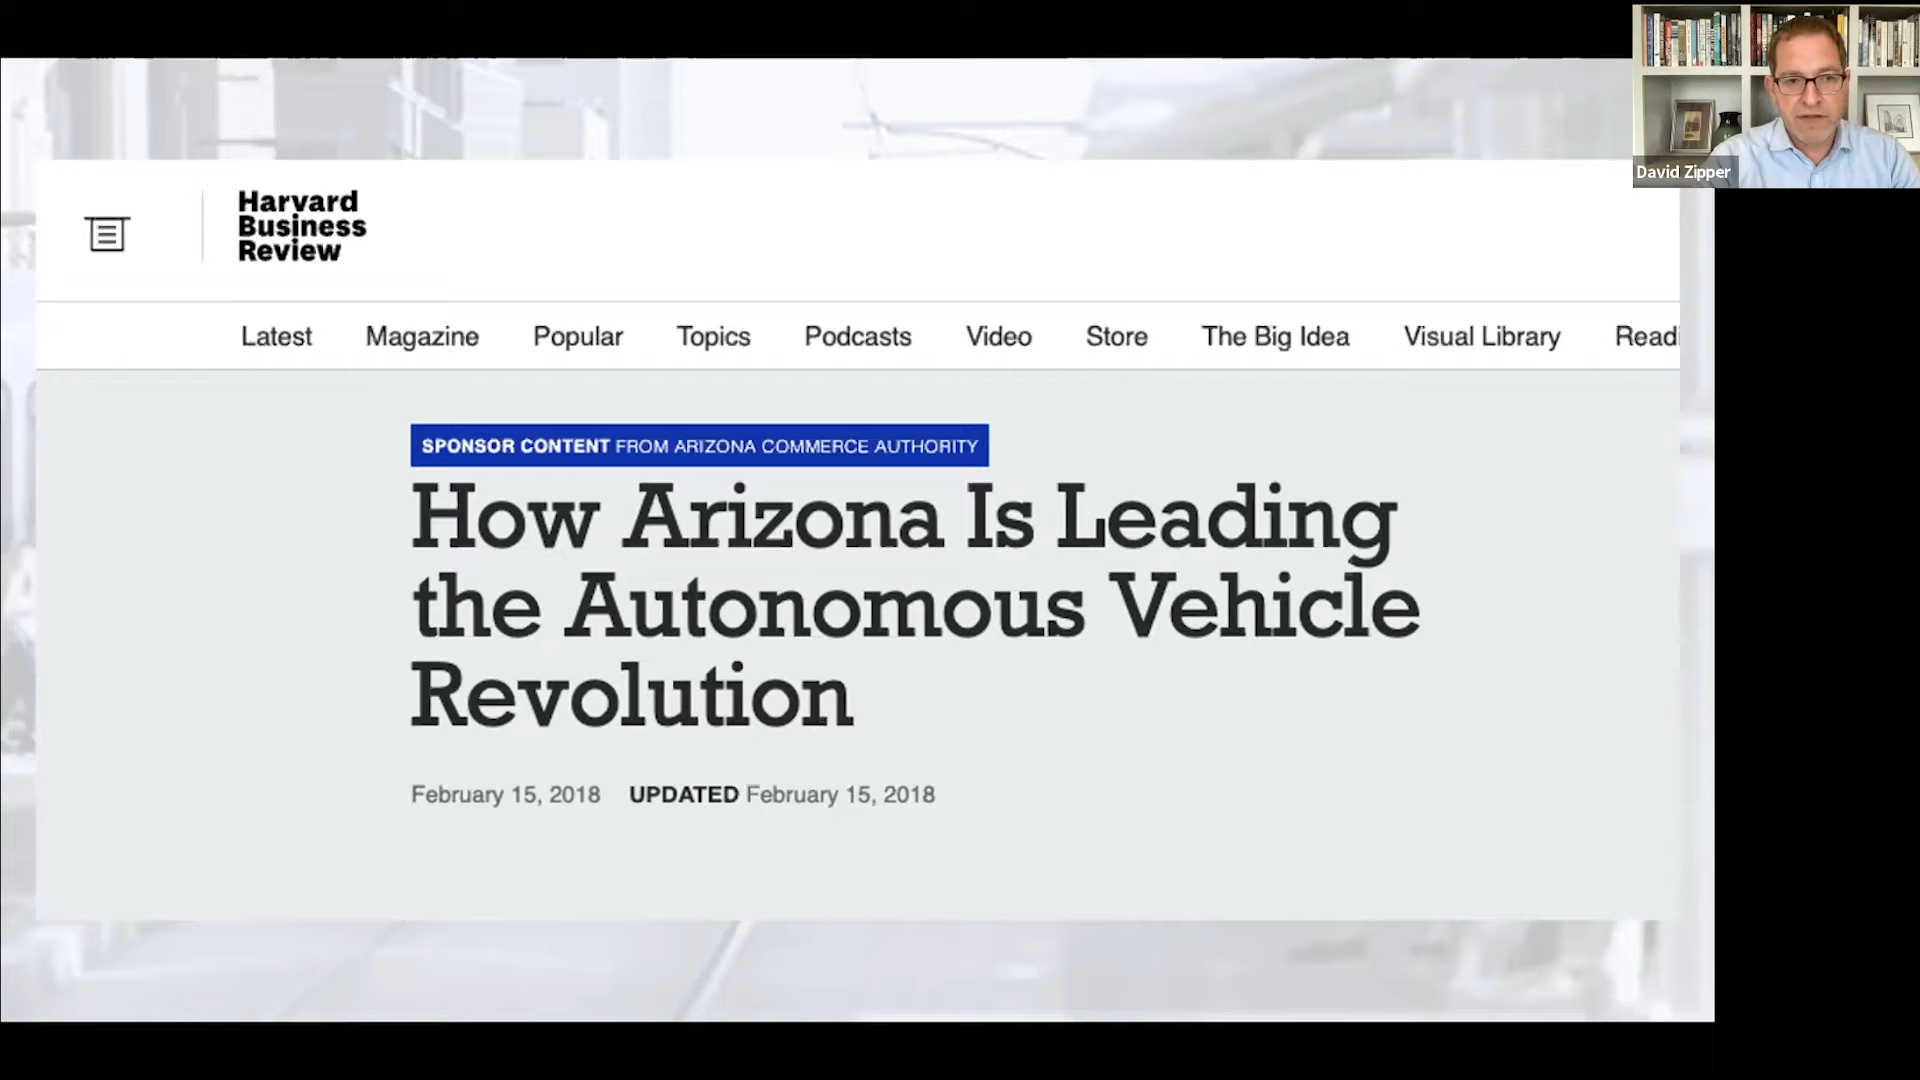 David Zipper
Harvard
Business
Review
Latest Magazine Popular Topics Podcasts Video Store The Big Idea Visual Library Readi
SPONSOR CONTENT FROM ARIZONA COMMERCE AUTHORITY
How Arizona Is Leading
the Autonomous Vehicle
Revolution
February 15, 2018 UPDATED February 15, 2018